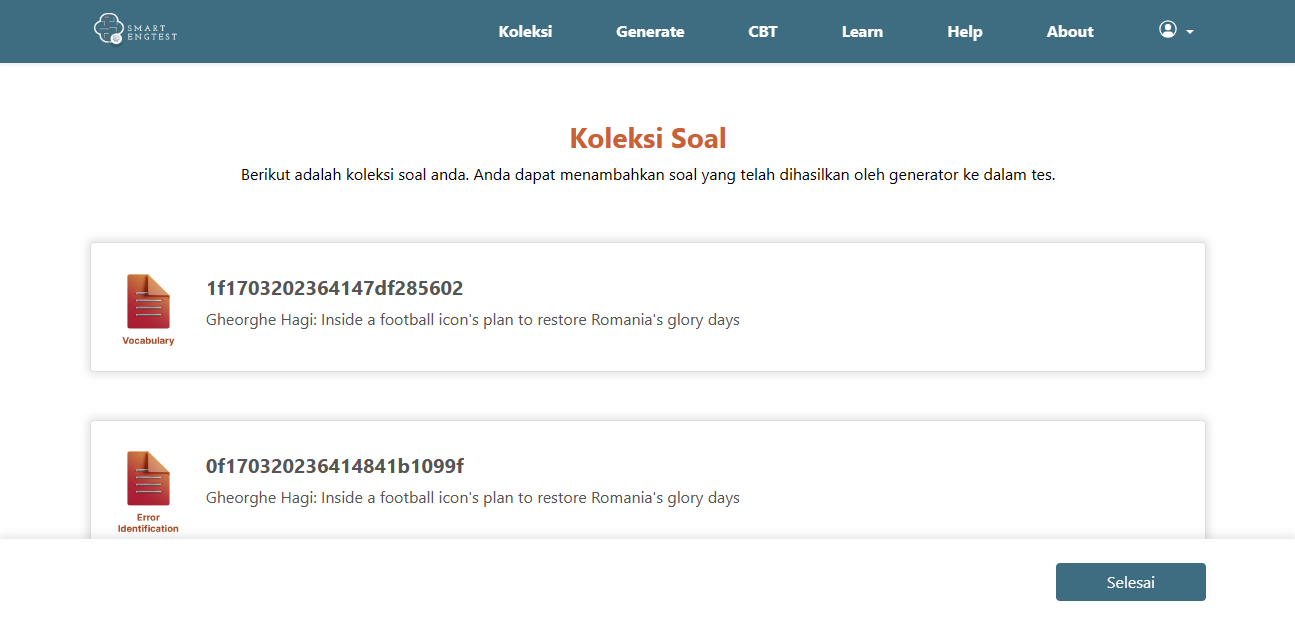 SMART
ENGTEST
Koleksi
Generate
CBT
Learn
Help
About
Koleksi Soal
Berikut adalah koleksi soal anda. Anda dapat menambahkan soal yang telah dihasilkan oleh generator ke dalam tes.
1f1703202364147df285602
Gheorghe Hagi: Inside a football icon's plan to restore Romania's glory days
Vocabulary
0f170320236414841b1099f
Gheorghe Hagi: Inside a football icon's plan to restore Romania's glory days
Error
Identification
Selesai